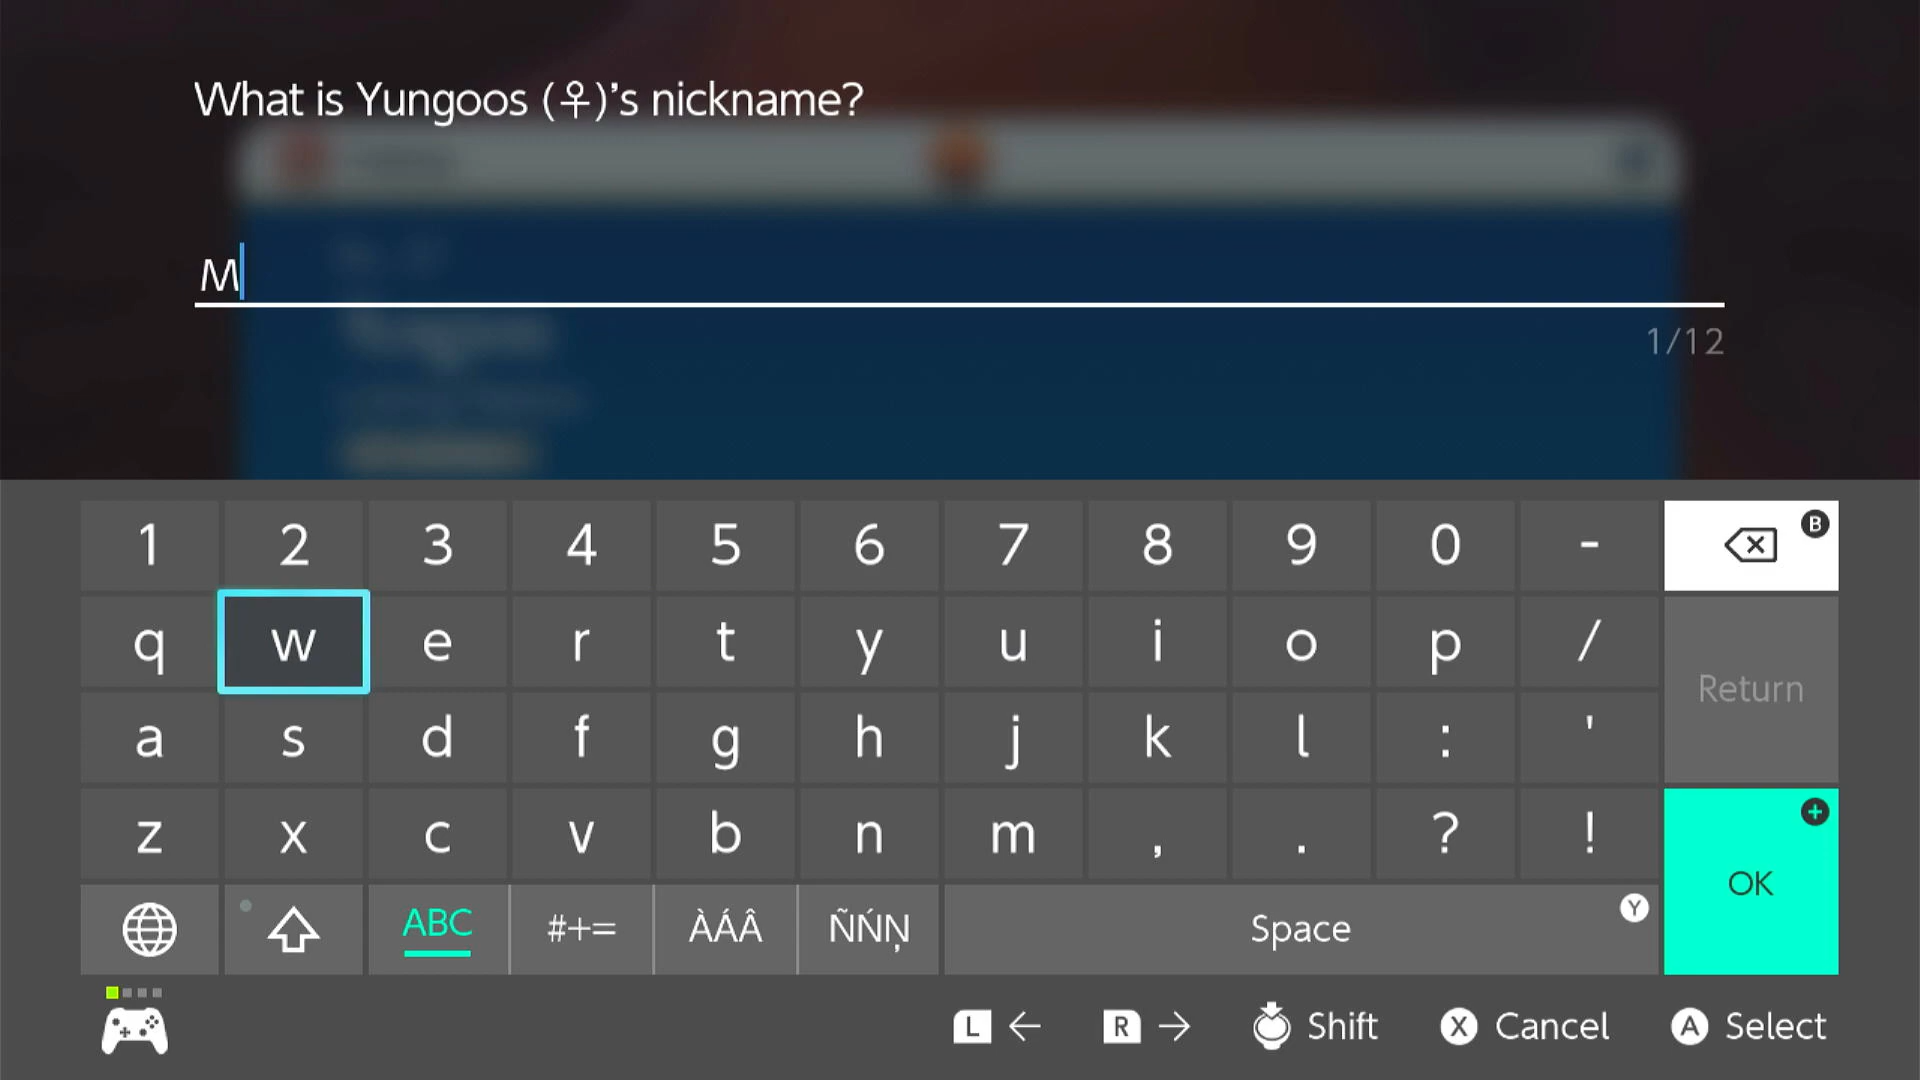 What is Yungoos (♀)'s nickname?
M
1/12
1 2 3 4 5 6 7 8 9 0 - B
q w e r t y u i o p /
Return
a s d f g h j k l : '
z x c v b n m , . ? ! +
OK
ABC #+= ÀÁÂ ÑŃŅ Space Y
L ← R → Shift X Cancel A Select